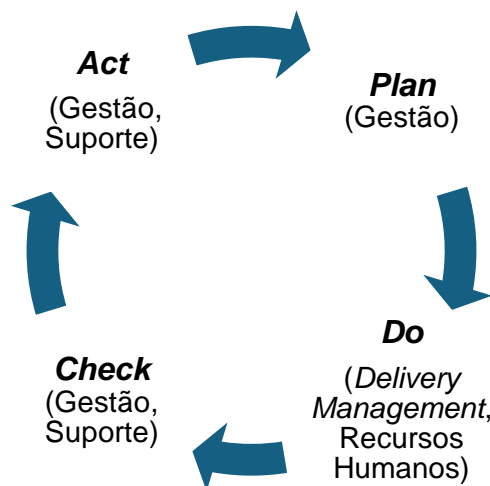 Act
(Gestão,
Suporte)
Plan
(Gestão)
Do
(Delivery
Management,
Recursos
Humanos)
Check
(Gestão,
Suporte)